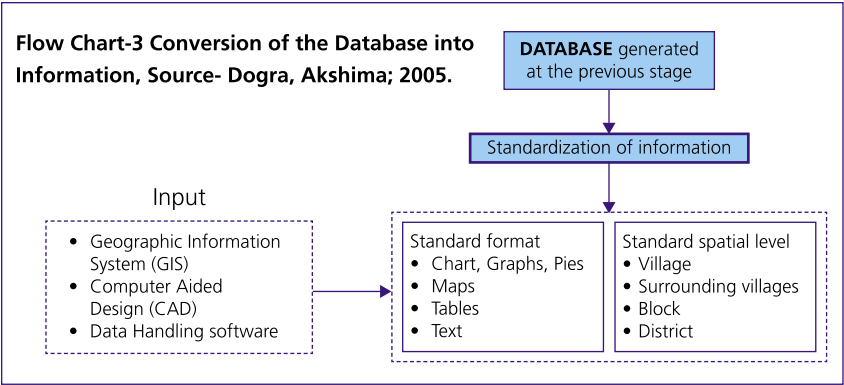 Flow Chart-3 Conversion of the Database into
Information, Source- Dogra, Akshima; 2005.
DATABASE generated
at the previous stage
Standardization of information
Input
• Geographic Information
System (GIS)
• Computer Aided
Design (CAD)
• Data Handling software
Standard format
• Chart, Graphs, Pies
• Maps
• Tables
• Text
Standard spatial level
• Village
• Surrounding villages
• Block
• District